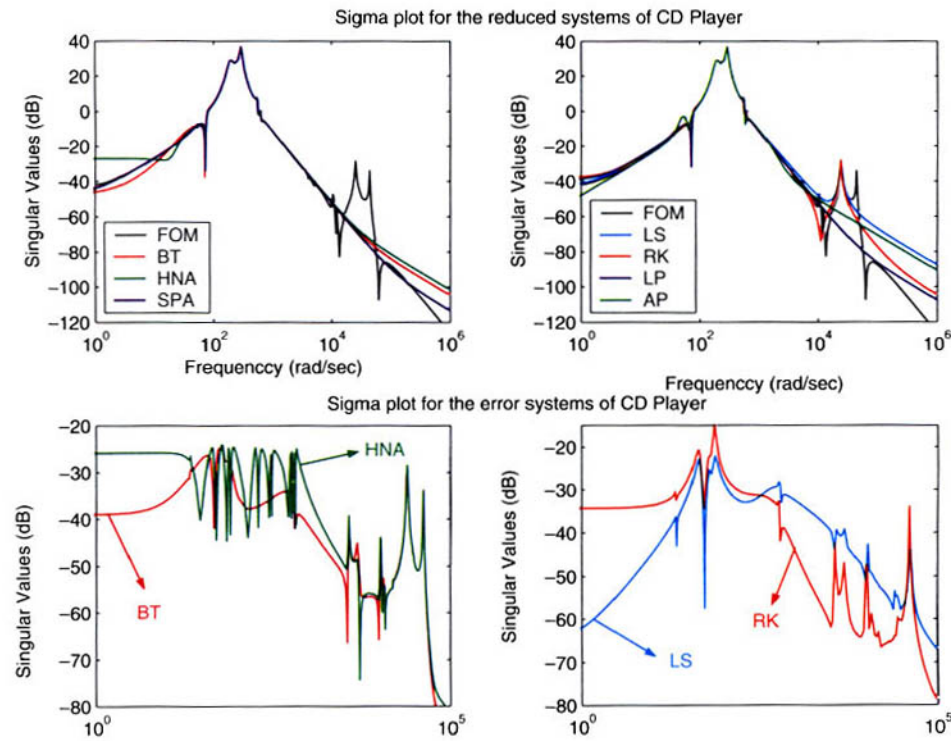 Sigma plot for the reduced systems of CD Player
40
20
0
−20
−40
−60
−80
−100
−120
Singular Values (dB)
FOM
BT
HNA
SPA
10^0
10^2
10^4
10^6
Frequenccy (rad/sec)
40
20
0
−20
−40
−60
−80
−100
−120
Singular Values (dB)
FOM
LS
RK
LP
AP
10^0
10^2
10^4
10^6
Frequenccy (rad/sec)
Sigma plot for the error systems of CD Player
−20
−30
−40
−50
−60
−70
−80
Singular Values (dB)
HNA
BT
10^0
10^5
−20
−30
−40
−50
−60
−70
−80
Singular Values (dB)
RK
LS
10^0
10^5